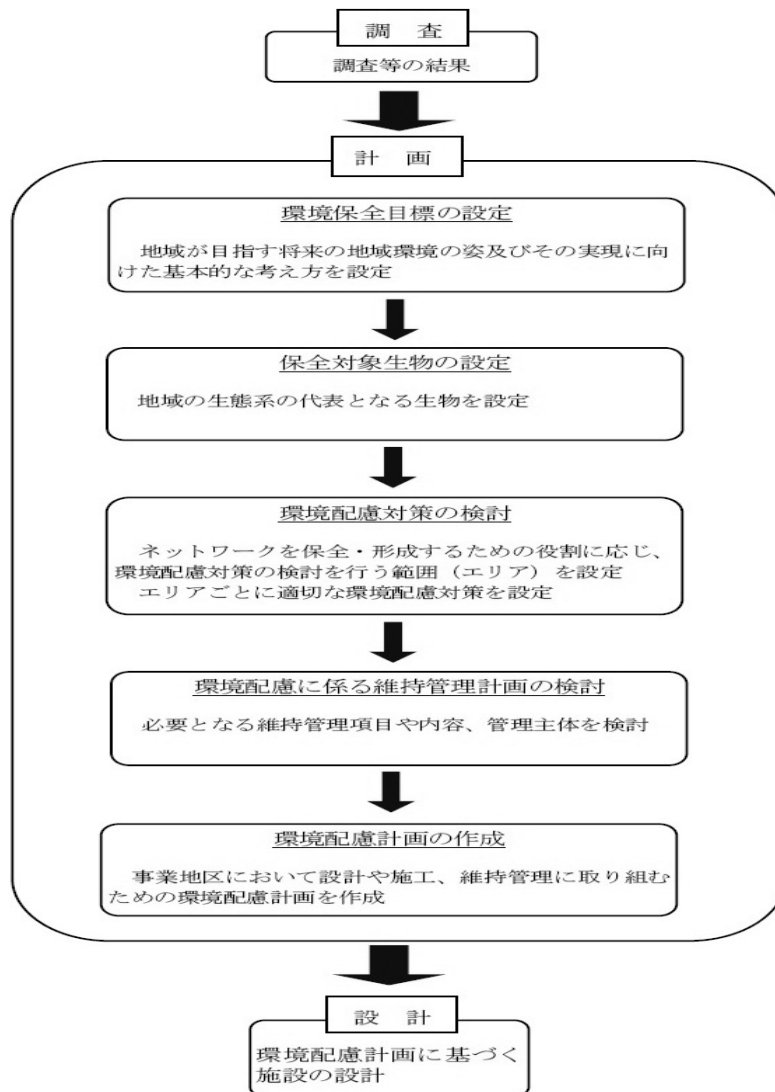 調　査
調査等の結果
計　画
環境保全目標の設定
地域が目指す将来の地域環境の姿及びその実現に向
けた基本的な考え方を設定
保全対象生物の設定
地域の生態系の代表となる生物を設定
環境配慮対策の検討
ネットワークを保全・形成するための役割に応じ、
環境配慮対策の検討を行う範囲（エリア）を設定
エリアごとに適切な環境配慮対策を設定
環境配慮に係る維持管理計画の検討
必要となる維持管理項目や内容、管理主体を検討
環境配慮計画の作成
事業地区において設計や施工、維持管理に取り組む
ための環境配慮計画を作成
設　計
環境配慮計画に基づく
施設の設計